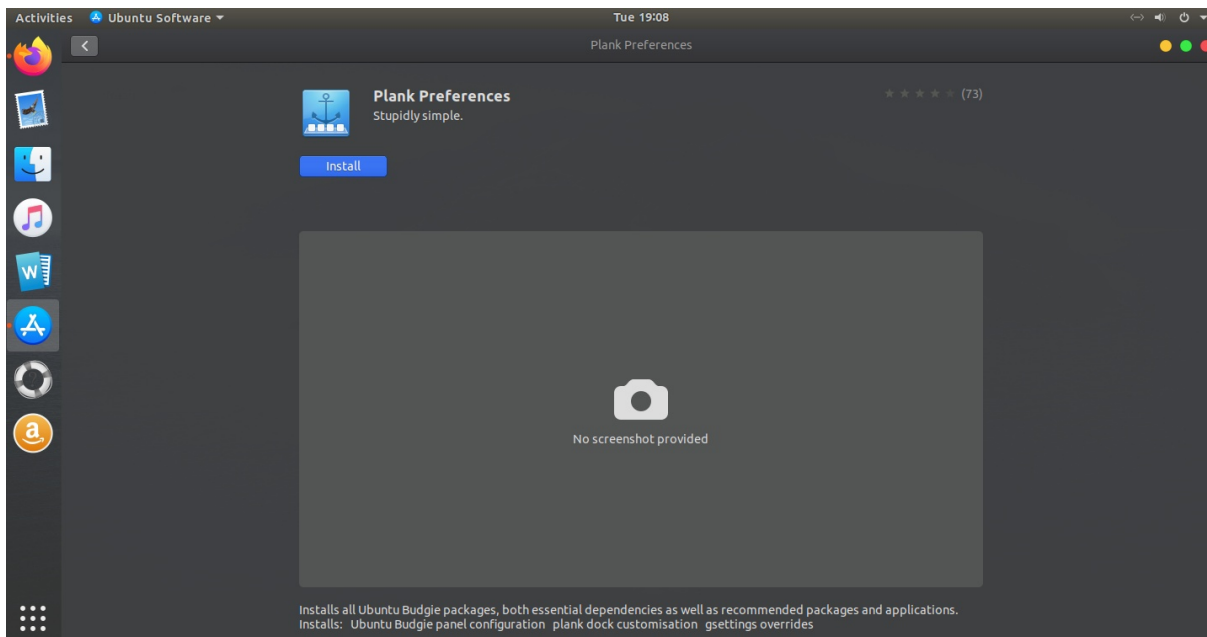 Activities Ubuntu Software Tue 19:08
Plank Preferences
Plank Preferences (73)
Stupidly simple.
Install
W
a
No screenshot provided
Installs all Ubuntu Budgie packages, both essential dependencies as well as recommended packages and applications.
Installs: Ubuntu Budgie panel configuration plank dock customisation gsettings overrides